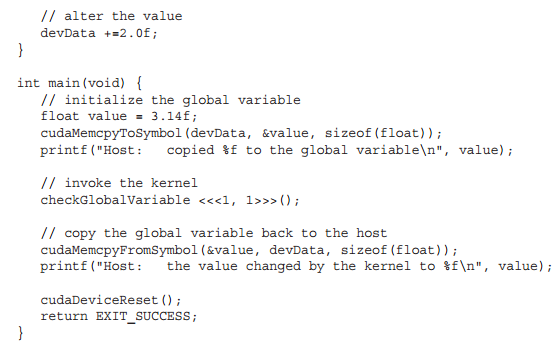 // alter the value
devData +=2.0f;
}
int main(void) {
// initialize the global variable
float value = 3.14f;
cudaMemcpyToSymbol(devData, &value, sizeof(float));
printf("Host:   copied %f to the global variable\n", value);
// invoke the kernel
checkGlobalVariable <<<1, 1>>>();
// copy the global variable back to the host
cudaMemcpyFromSymbol(&value, devData, sizeof(float));
printf("Host:   the value changed by the kernel to %f\n", value);
cudaDeviceReset();
return EXIT_SUCCESS;
}